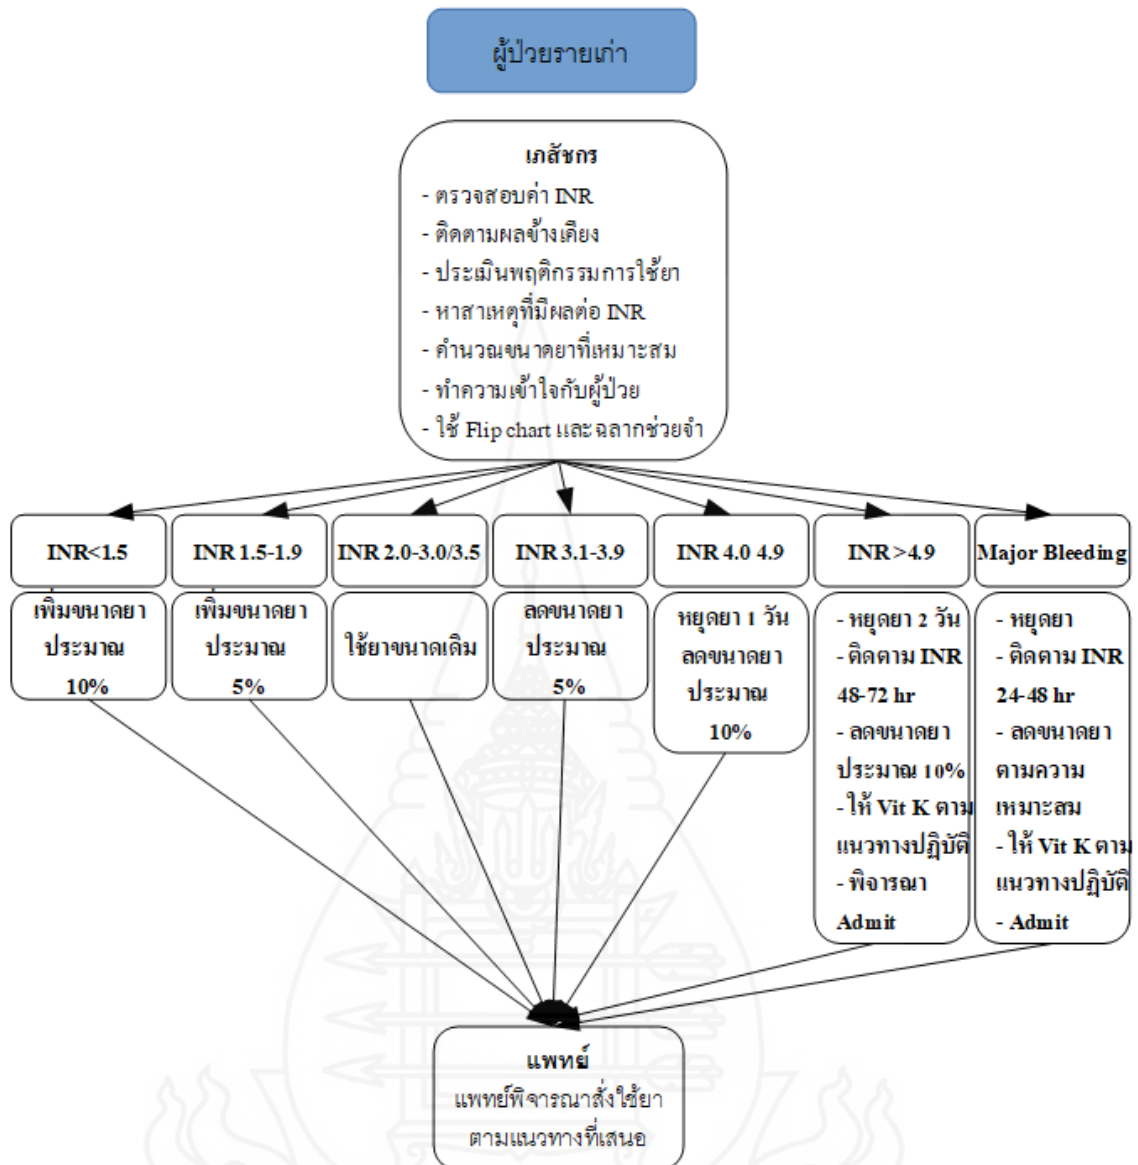 ผู้ป่วยรายเก่า
เภสัชกร
- ตรวจสอบค่า INR
- ติดตามผลข้างเคียง
- ประเมินพฤติกรรมการใช้ยา
- หาสาเหตุที่มีผลต่อ INR
- คำนวณขนาดยาที่เหมาะสม
- ทำความเข้าใจกับผู้ป่วย
- ใช้ Flip chart และฉลากช่วยจำ
INR<1.5
เพิ่มขนาดยา
ประมาณ
10%
INR 1.5-1.9
เพิ่มขนาดยา
ประมาณ
5%
INR 2.0-3.0/3.5
ใช้ยาขนาดเดิม
INR 3.1-3.9
ลดขนาดยา
ประมาณ
5%
INR 4.0 4.9
หยุดยา 1 วัน
ลดขนาดยา
ประมาณ
10%
INR >4.9
- หยุดยา 2 วัน
- ติดตาม INR
48-72 hr
- ลดขนาดยา
ประมาณ 10%
- ให้ Vit K ตาม
แนวทางปฏิบัติ
- พิจารณา
Admit
Major Bleeding
- หยุดยา
- ติดตาม INR
24-48 hr
- ลดขนาดยา
ตามความ
เหมาะสม
- ให้ Vit K ตาม
แนวทางปฏิบัติ
- Admit
แพทย์
แพทย์พิจารณาสั่งใช้ยา
ตามแนวทางที่เสนอ